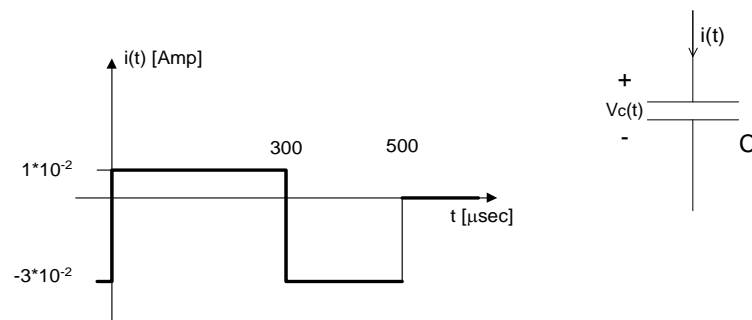 i(t) [Amp]
i(t)
+
Vc(t)
-
C
300
500
1*10⁻²
t [μsec]
-3*10⁻²